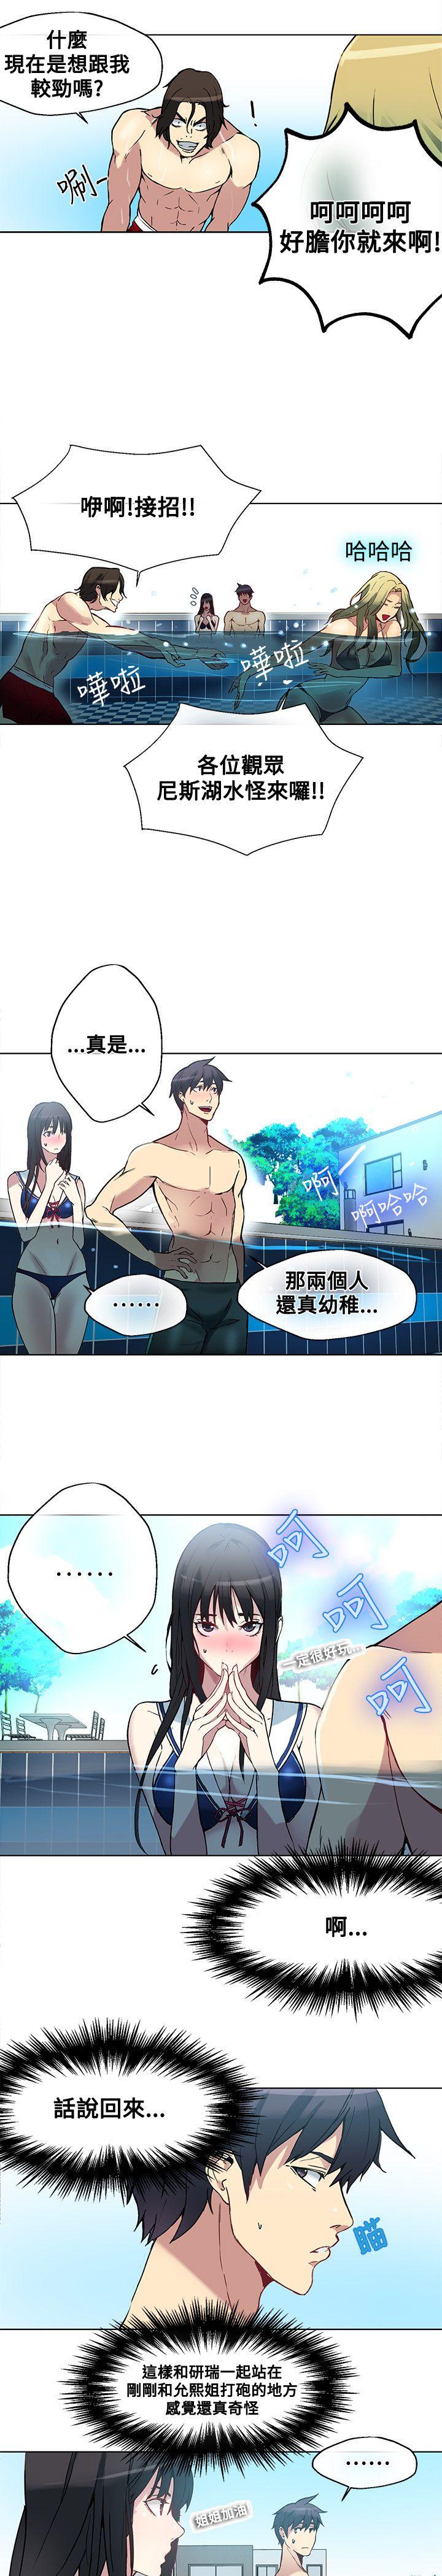 什麼
現在是想跟我
較勁嗎?
唰-
呵呵呵呵
好膽你就來啊!
咿啊!接招!!
哈哈哈
嘩啦
嘩啦
各位觀眾
尼斯湖水怪來囉!!
...真是...
啊
啊哈哈
......
那兩個人
還真幼稚...
......
呵
呵
呵
一定很好玩...
啊...
話說回來...
瞄
這樣和研瑞一起站在
剛剛和允熙姐打砲的地方
感覺還真奇怪
......
姐姐加油